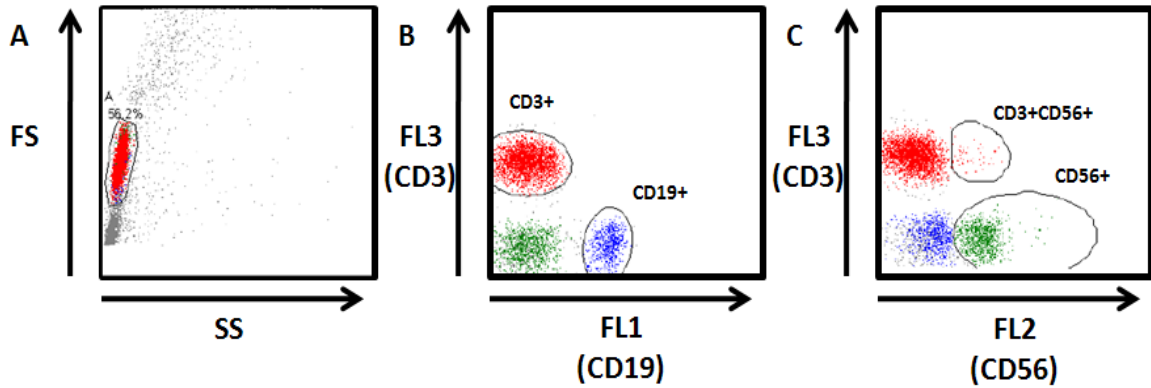 A
FS
A
56,2%
SS
B
FL3
(CD3)
CD3+
CD19+
FL1
(CD19)
C
FL3
(CD3)
CD3+CD56+
CD56+
FL2
(CD56)